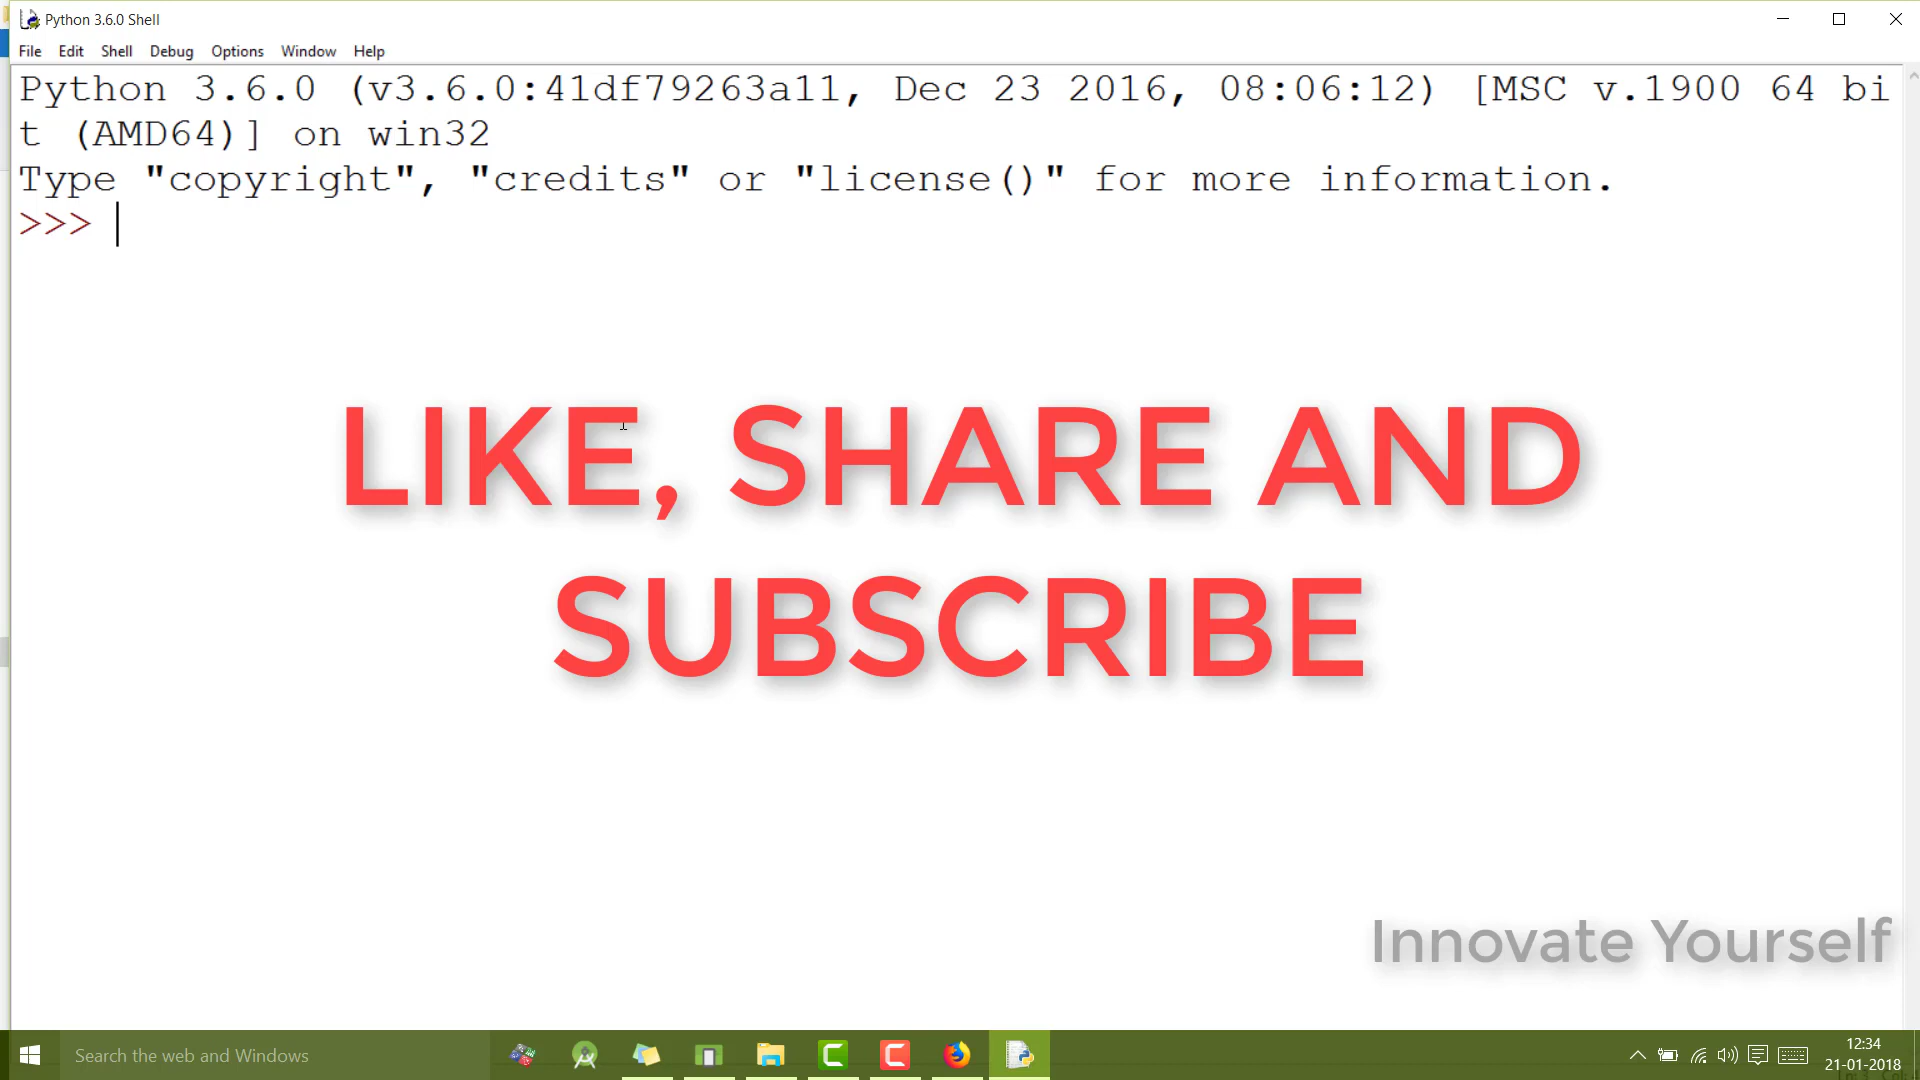 Python 3.6.0 Shell
File Edit Shell Debug Options Window Help
Python 3.6.0 (v3.6.0:41df79263a11, Dec 23 2016, 08:06:12) [MSC v.1900 64 bi
t (AMD64)] on win32
Type "copyright", "credits" or "license()" for more information.
>>>
LIKE, SHARE AND
SUBSCRIBE
Innovate Yourself
Search the web and Windows
12:34
21-01-2018